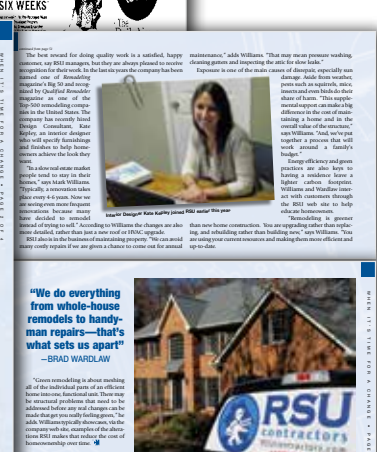 SIX WEEKS
The best reward for doing quality work is a satisfied, happy
customer, say RSU managers, but they are always pleased to receive
recognition for their work. In the last six years the company has been
named one of Remodeling
magazine's Big 50 and recog-
nized by Qualified Remodeler
magazine as one of the
Top-500 remodeling compa-
nies in the United States. The
company has recently hired
Design Consultant, Kate
Kepley, an interior designer
who will specify furnishings
and finishes to help home-
owners achieve the look they
want.
"In a slow real estate market
people tend to stay in their
homes," says Mark Williams.
"Typically, a renovation takes
place every 4-6 years. Now we
are seeing even more frequent
renovations because many
have decided to remodel
instead of trying to sell." According to Williams the changes are also
more detailed, rather than just a new roof or HVAC upgrade.
RSU also is in the business of maintaining property. "We can avoid
many costly repairs if we are given a chance to come out for annual
maintenance," adds Williams. "That may mean pressure washing,
cleaning gutters and inspecting the attic for slow leaks."
Exposure is one of the main causes of disrepair, especially sun
damage. Aside from weather,
pests such as squirrels, mice,
insects and even birds do their
share of harm. "This supple-
mental support can make a big
difference in the cost of main-
taining a home and in the
overall value of the structure,"
says Williams. "And, we've put
together a process that will
work around a family's
budget."
Energy efficiency and green
practices are also keys to
having a residence leave a
lighter carbon footprint.
Williams and Wardlaw inter-
act with customers through
the RSU web site to help
educate homeowners.
"Remodeling is greener
than new home construction. You are upgrading rather than replac-
ing, and rebuilding rather than building new," says Williams. "You
are using your current resources and making them more efficient and
up-to-date.
Interior Designer Kate Kepley joined RSU earlier this year
WHEN IT'S TIME FOR A CHANGE • PAGE 3 OF 4
"We do everything
from whole-house
remodels to handy-
man repairs—that's
what sets us apart"
—BRAD WARDLAW
"Green remodeling is about meshing
all of the individual parts of an efficient
home into one, functional unit. There may
be structural problems that need to be
addressed before any real changes can be
made that get you really feeling green," he
adds. Williams typically showcases, via the
company web site, examples of the altera-
tions RSU makes that reduce the cost of
homeownership over time.
RSU
contractors
WHEN IT'S TIME FOR A CHANGE • PAGE